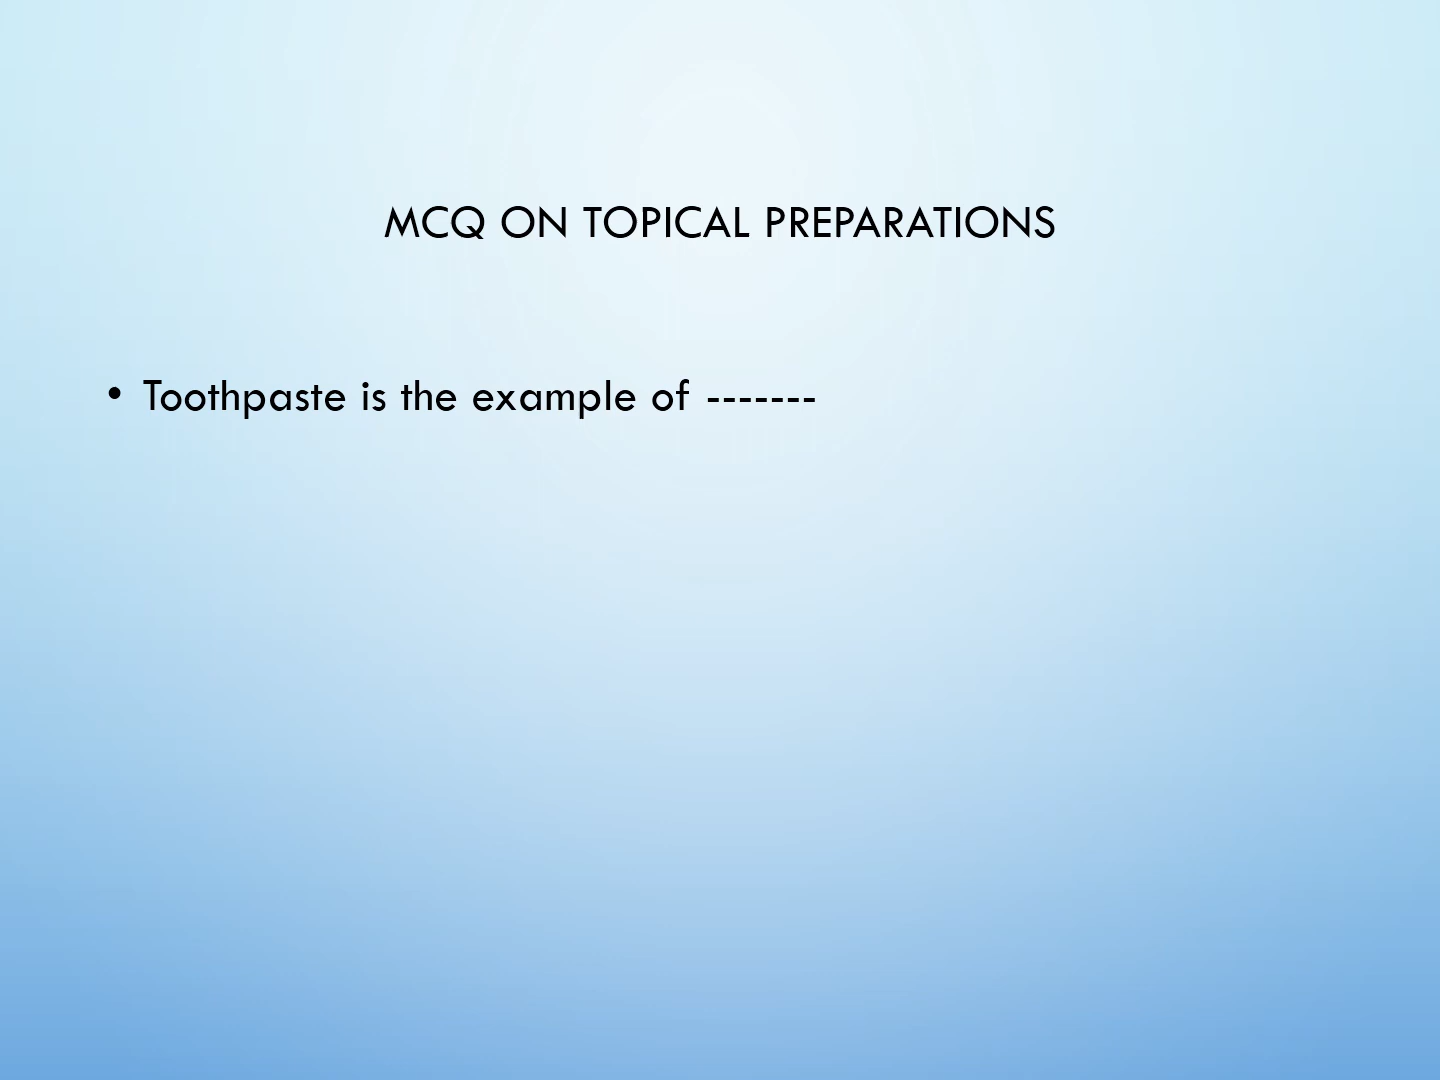 MCQ ON TOPICAL PREPARATIONS
• Toothpaste is the example of -------